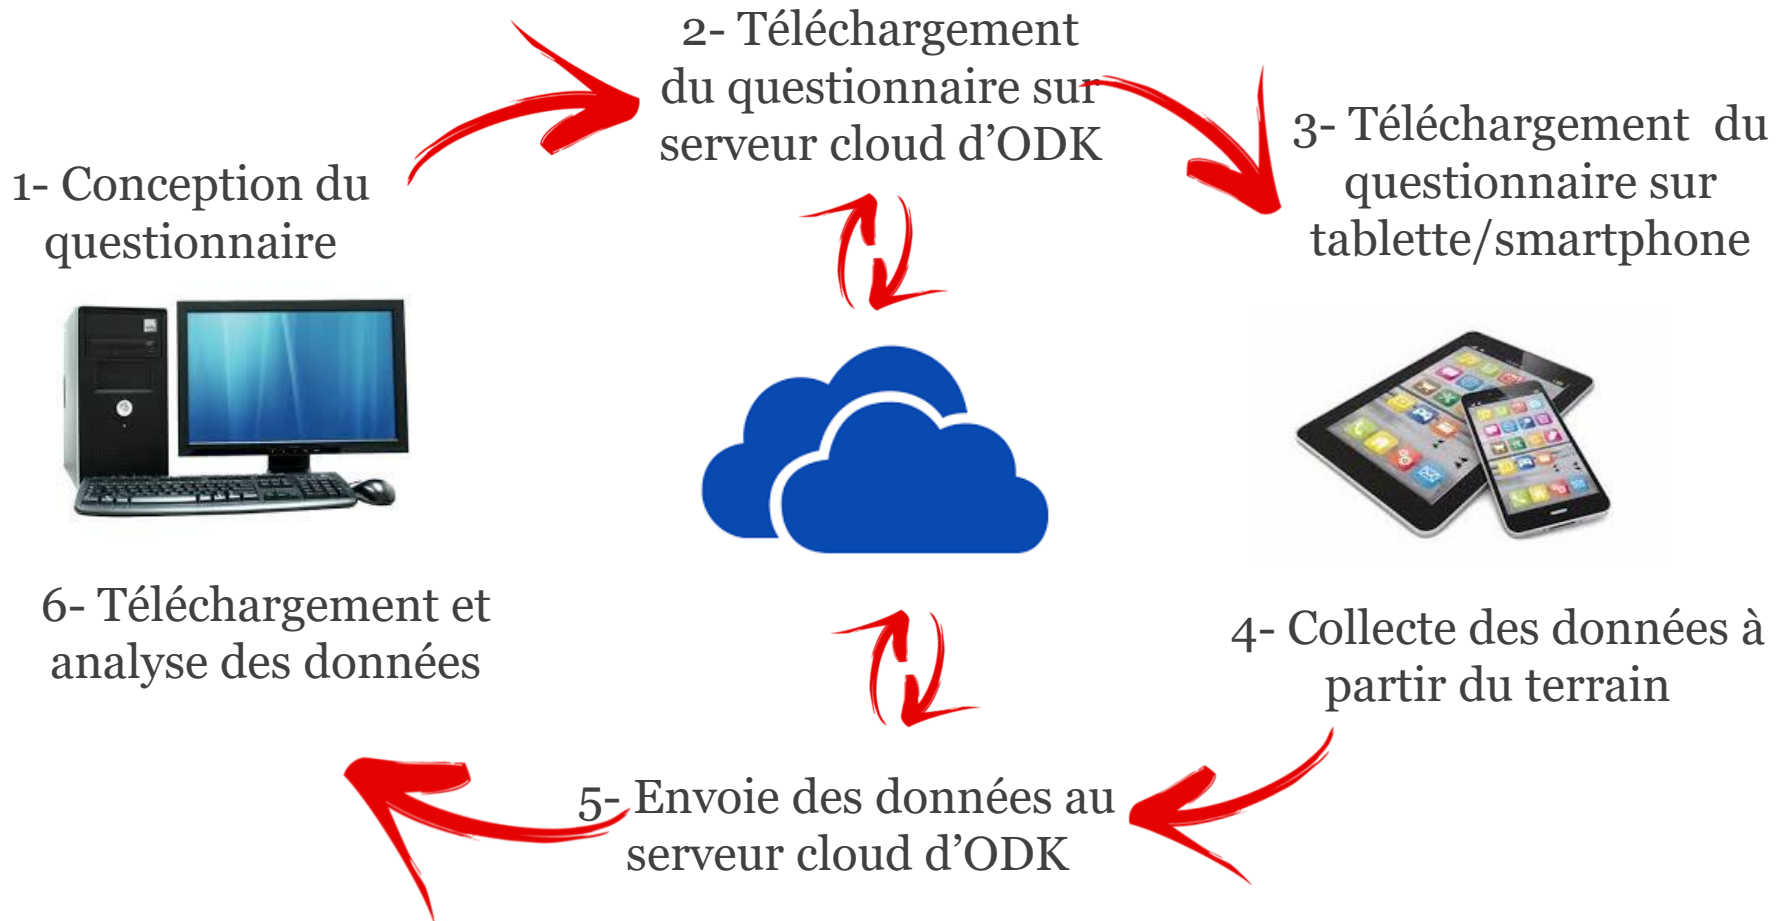 1- Conception du
questionnaire
2- Téléchargement
du questionnaire sur
serveur cloud d’ODK
3- Téléchargement  du
questionnaire sur
tablette/smartphone
4- Collecte des données à
partir du terrain
5- Envoie des données au
serveur cloud d’ODK
6- Téléchargement et
analyse des données